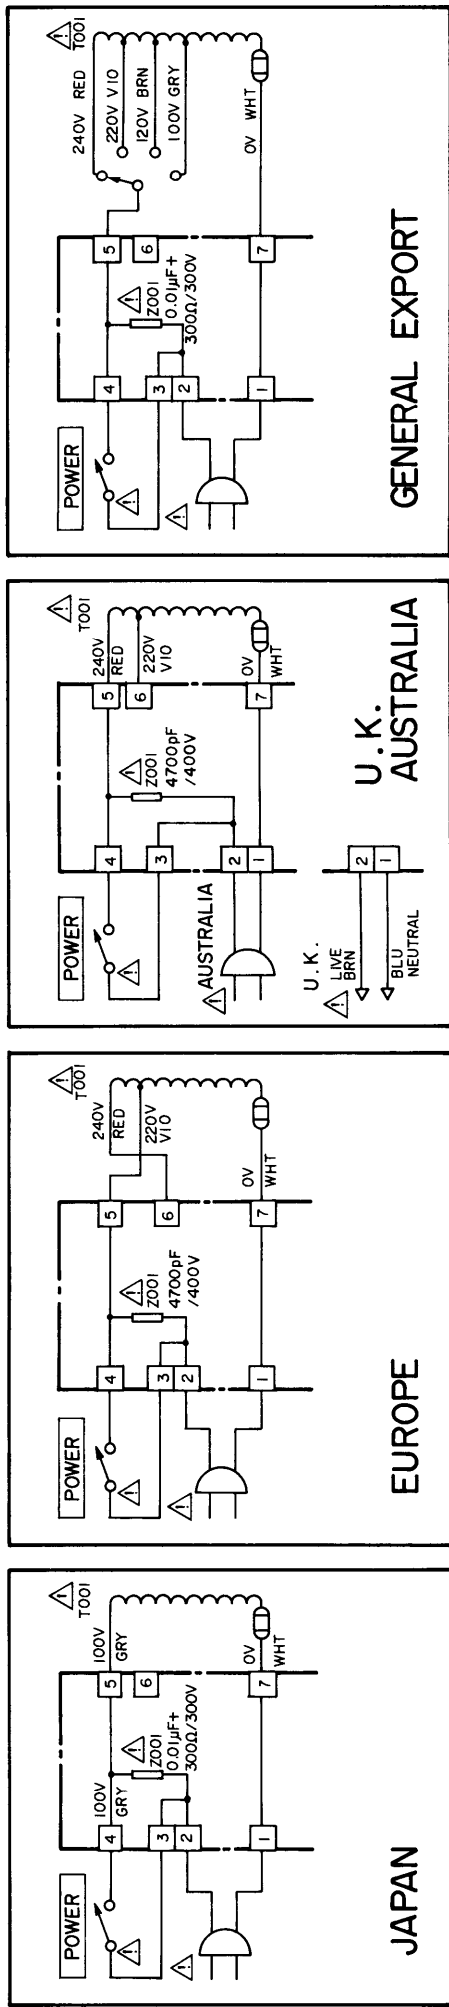 JAPAN
POWER
4
100V
GRY
3
2
1
Z001
0.01μF+
300Ω/300V
100V
GRY
5
6
7
0V
WHT
T001
EUROPE
POWER
4
3
2
1
Z001
4700pF
/400V
5
6
7
240V
RED
220V
VIO
0V
WHT
T001
U.K.
AUSTRALIA
POWER
4
3
2
1
AUSTRALIA
Z001
4700pF
/400V
5
6
7
240V
RED
220V
VIO
0V
WHT
T001
U.K.
LIVE
BRN
BLU
NEUTRAL
2
1
GENERAL EXPORT
POWER
4
3
2
1
Z001
0.01μF+
300Ω/300V
5
6
7
240V RED
220V VIO
120V BRN
100V GRY
0V WHT
T001